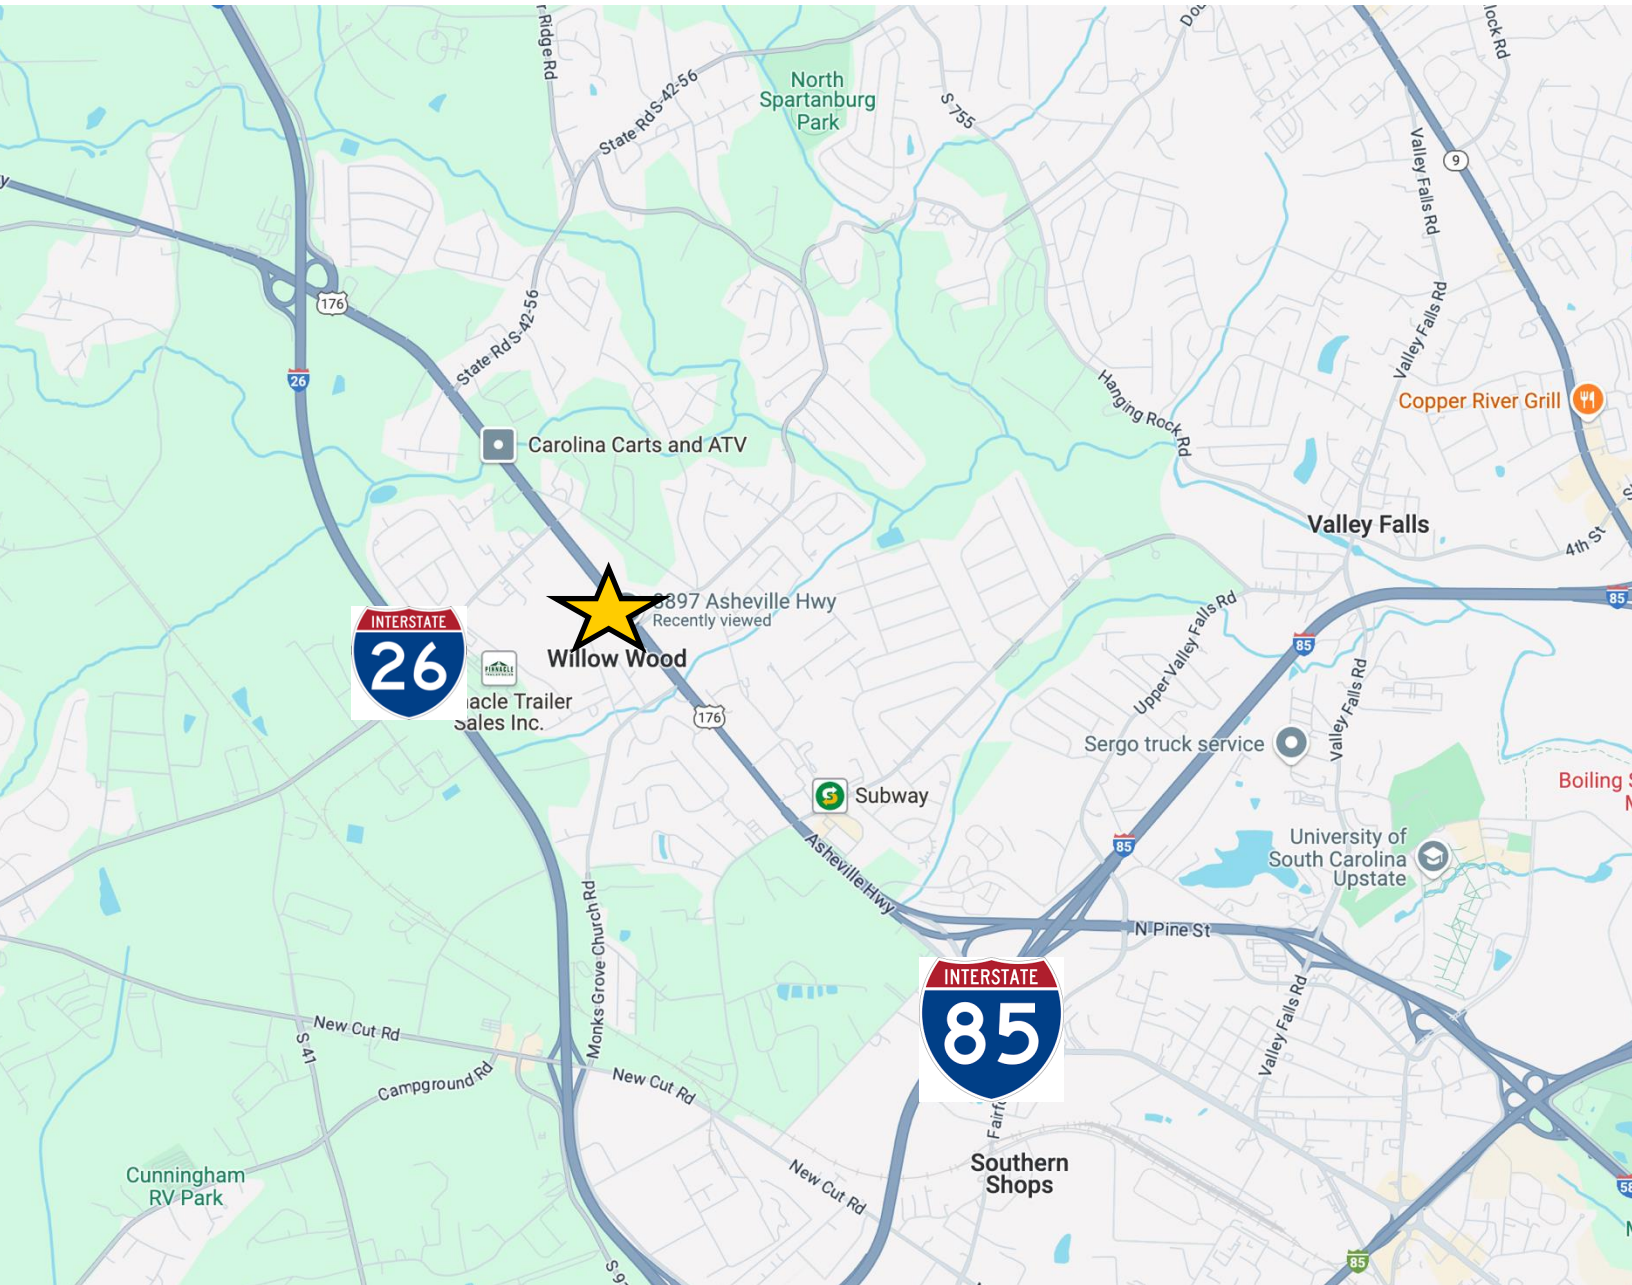 r Ridge Rd
State Rd S-42-56
North
Spartanburg
Park
S-755
Valley Falls Rd
9
176
26
State Rd S-42-56
Valley Falls Rd
Hanging Rock Rd
Copper River Grill
Carolina Carts and ATV
Valley Falls
4th St
85
897 Asheville Hwy
Recently viewed
Upper Valley Falls Rd
85
INTERSTATE
26
Willow Wood
PINNACLE
acle Trailer
Sales Inc.
176
Valley Falls Rd
Sergo truck service
Subway
Boiling
Asheville Hwy
85
University of
South Carolina
Upstate
N Pine St
Monks Grove Church Rd
INTERSTATE
85
Valley Falls Rd
New Cut Rd
S 41
Campground Rd
New Cut Rd
Southern
Shops
New Cut Rd
Cunningham
RV Park
85